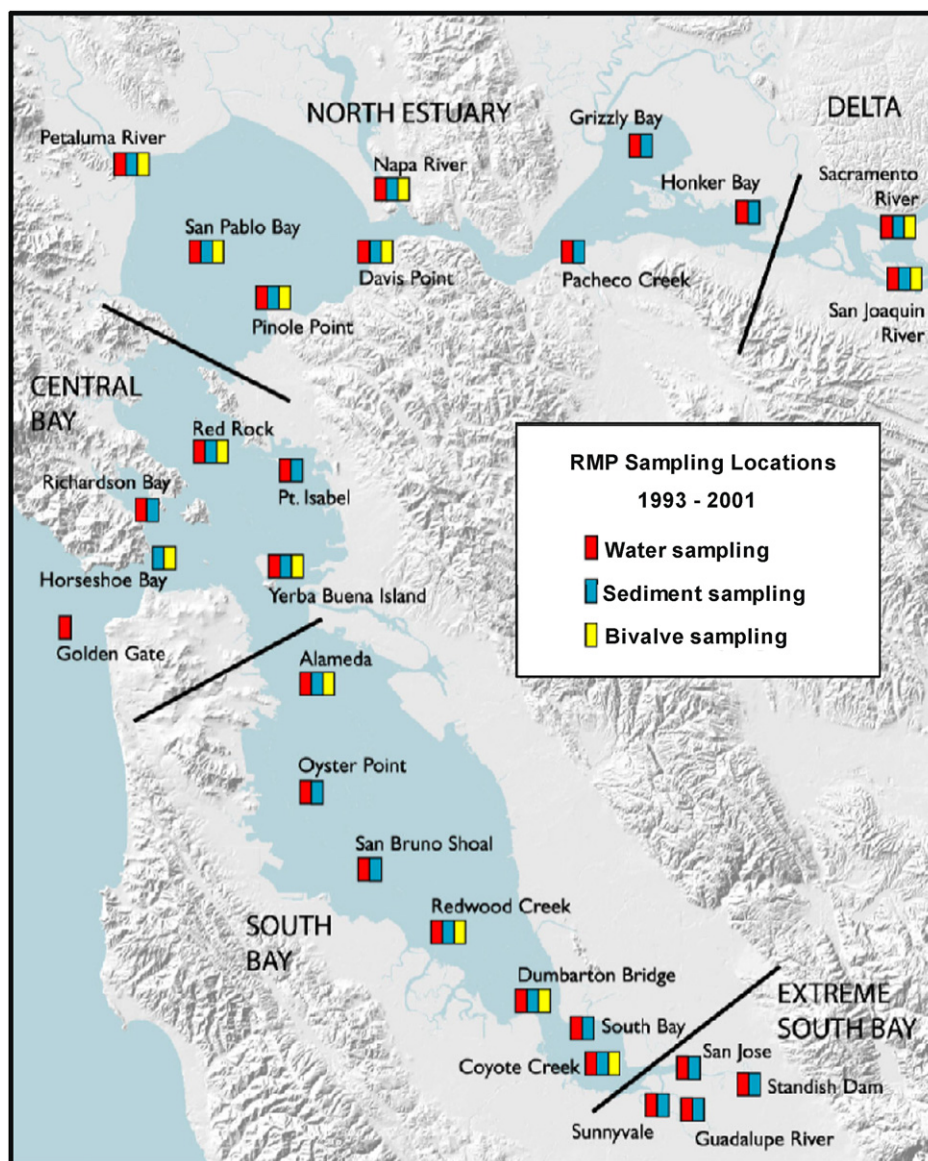 NORTH ESTUARY
Grizzly Bay
DELTA
Petaluma River
Napa River
Honker Bay
Sacramento
River
San Pablo Bay
Davis Point
Pacheco Creek
San Joaquin
River
Pinole Point
CENTRAL
BAY
Red Rock
Richardson Bay
Pt. Isabel
Horseshoe Bay
Yerba Buena Island
Golden Gate
RMP Sampling Locations
1993 - 2001
Water sampling
Sediment sampling
Bivalve sampling
Alameda
Oyster Point
San Bruno Shoal
Redwood Creek
SOUTH
BAY
Dumbarton Bridge
South Bay
Coyote Creek
EXTREME
SOUTH BAY
San Jose
Standish Dam
Sunnyvale
Guadalupe River